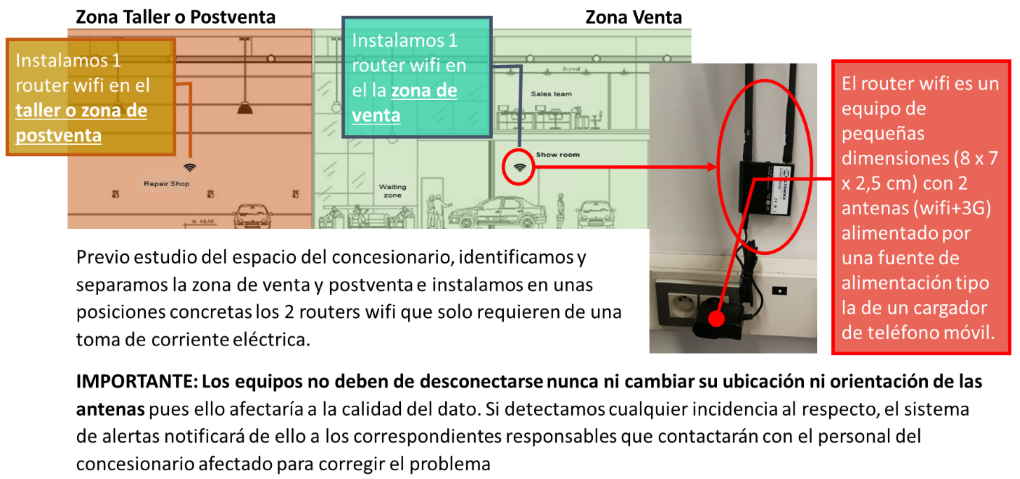 Zona Taller o Postventa
Zona Venta
Instalamos 1
router wifi en el
taller o zona de
postventa
Instalamos 1
router wifi en
el la zona de
venta
Sales team
Show room
Repair Shop
Waiting
zone
El router wifi es un
equipo de
pequeñas
dimensiones (8 x 7
x 2,5 cm) con 2
antenas (wifi+3G)
alimentado por
una fuente de
alimentación tipo
la de un cargador
de teléfono móvil.
Previo estudio del espacio del concesionario, identificamos y
separamos la zona de venta y postventa e instalamos en unas
posiciones concretas los 2 routers wifi que solo requieren de una
toma de corriente eléctrica.
IMPORTANTE: Los equipos no deben de desconectarse nunca ni cambiar su ubicación ni orientación de las
antenas pues ello afectaría a la calidad del dato. Si detectamos cualquier incidencia al respecto, el sistema
de alertas notificará de ello a los correspondientes responsables que contactarán con el personal del
concesionario afectado para corregir el problema